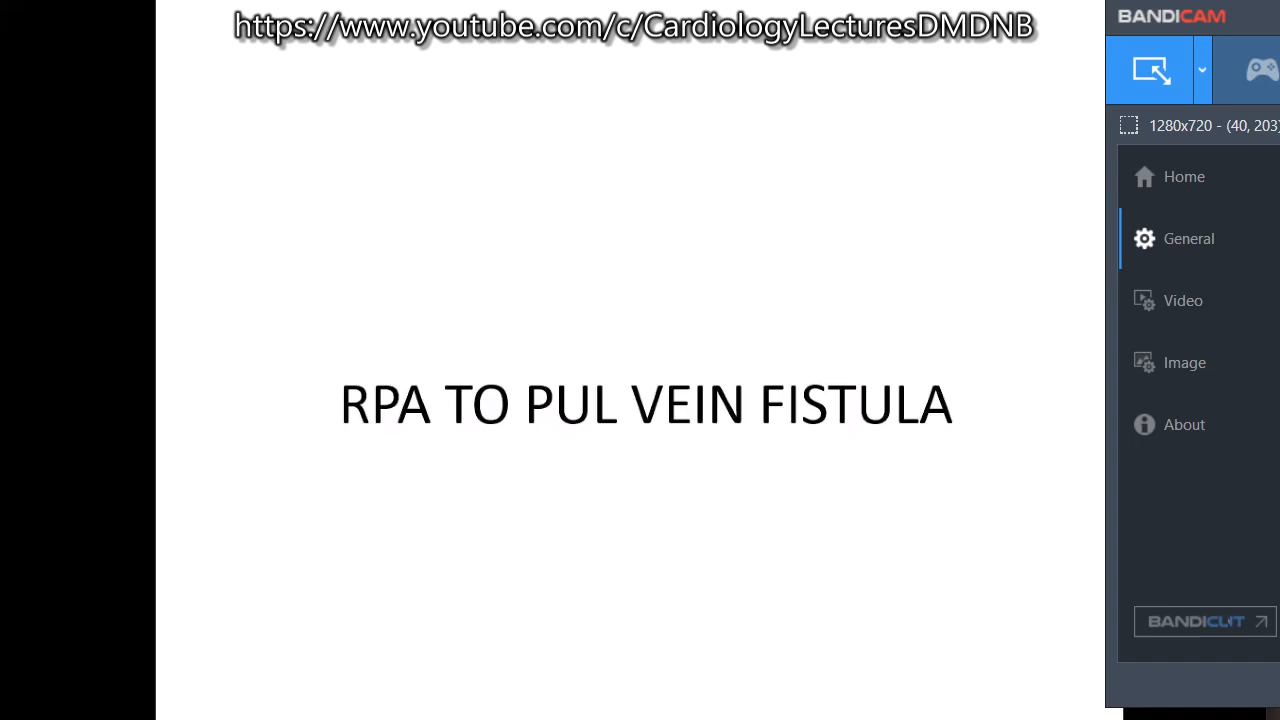 https://www.youtube.com/c/CardiologyLecturesDMDNB
BANDICAM
1280x720 - (40, 203)
Home
General
Video
Image
About
RPA TO PUL VEIN FISTULA
BANDICUT